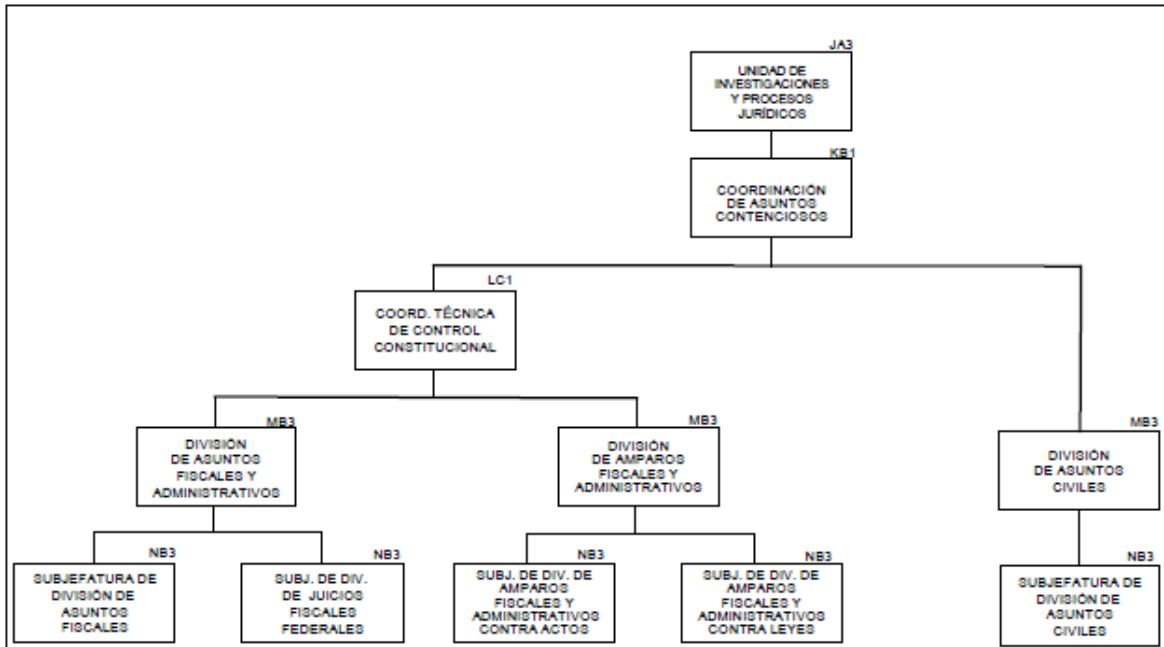 JA3
UNIDAD DE
INVESTIGACIONES
Y PROCESOS
JURÍDICOS
KB1
COORDINACIÓN
DE ASUNTOS
CONTENCIOSOS
LC1
COORD. TÉCNICA
DE CONTROL
CONSTITUCIONAL
MB3
DIVISIÓN
DE ASUNTOS
FISCALES Y
ADMINISTRATIVOS
MB3
DIVISIÓN
DE AMPAROS
FISCALES Y
ADMINISTRATIVOS
MB3
DIVISIÓN
DE ASUNTOS
CIVILES
NB3
SUBJEFATURA DE
DIVISIÓN DE
ASUNTOS
FISCALES
NB3
SUBJ. DE DIV.
DE JUICIOS
FISCALES
FEDERALES
NB3
SUBJ. DE DIV. DE
AMPAROS
FISCALES Y
ADMINISTRATIVOS
CONTRA ACTOS
NB3
SUBJ. DE DIV. DE
AMPAROS
FISCALES Y
ADMINISTRATIVOS
CONTRA LEYES
NB3
SUBJEFATURA DE
DIVISIÓN DE
ASUNTOS
CIVILES